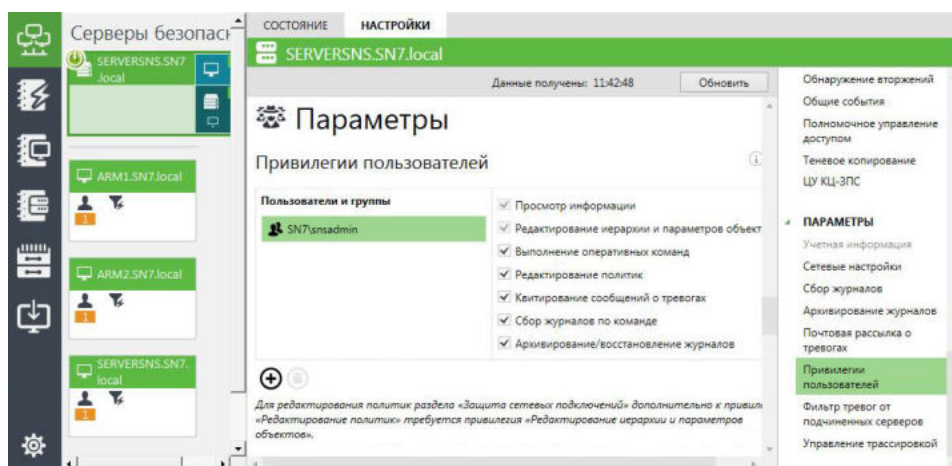 Серверы безопасн
SERVERSNS.SN7
.local
ARM1.SN7.local
1
ARM2.SN7.local
1
SERVERSNS.SN7.
local
1
СОСТОЯНИЕ НАСТРОЙКИ
SERVERSNS.SN7.local
Данные получены: 11:42:48 Обновить
Параметры
Привилегии пользователей
Пользователи и группы
SN7\snsadmin
Просмотр информации
Редактирование иерархии и параметров объект
Выполнение оперативных команд
Редактирование политик
Квитирование сообщений о тревогах
Сбор журналов по команде
Архивирование/восстановление журналов
Для редактирования политик раздела «Защита сетевых подключений» дополнительно к привил
«Редактирование политик» требуется привилегия «Редактирование иерархии и параметров
объектов».
Обнаружение вторжений
Общие события
Полномочное управление
доступом
Теневое копирование
ЦУ КЦ-ЗПС
ПАРАМЕТРЫ
Учетная информация
Сетевые настройки
Сбор журналов
Архивирование журналов
Почтовая рассылка о
тревогах
Привилегии
пользователей
Фильтр тревог от
подчиненных серверов
Управление трассировкой